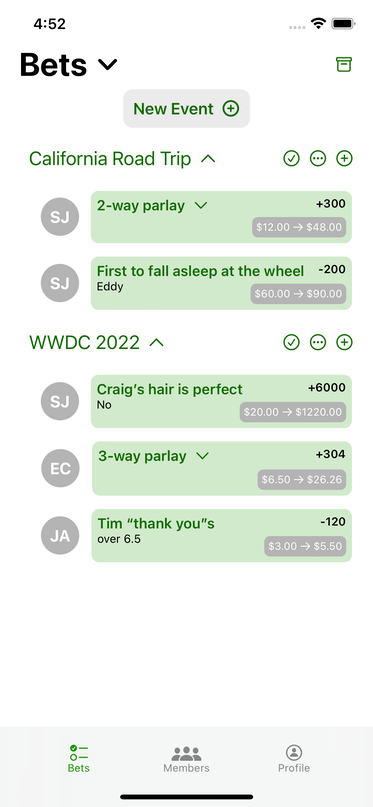 4:52
Bets
New Event
California Road Trip
SJ
2-way parlay
+300
$12.00 → $48.00
SJ
First to fall asleep at the wheel
-200
Eddy
$60.00 → $90.00
WWDC 2022
SJ
Craig’s hair is perfect
+6000
No
$20.00 → $1220.00
EC
3-way parlay
+304
$6.50 → $26.26
JA
Tim “thank you”s
-120
over 6.5
$3.00 → $5.50
Bets
Members
Profile